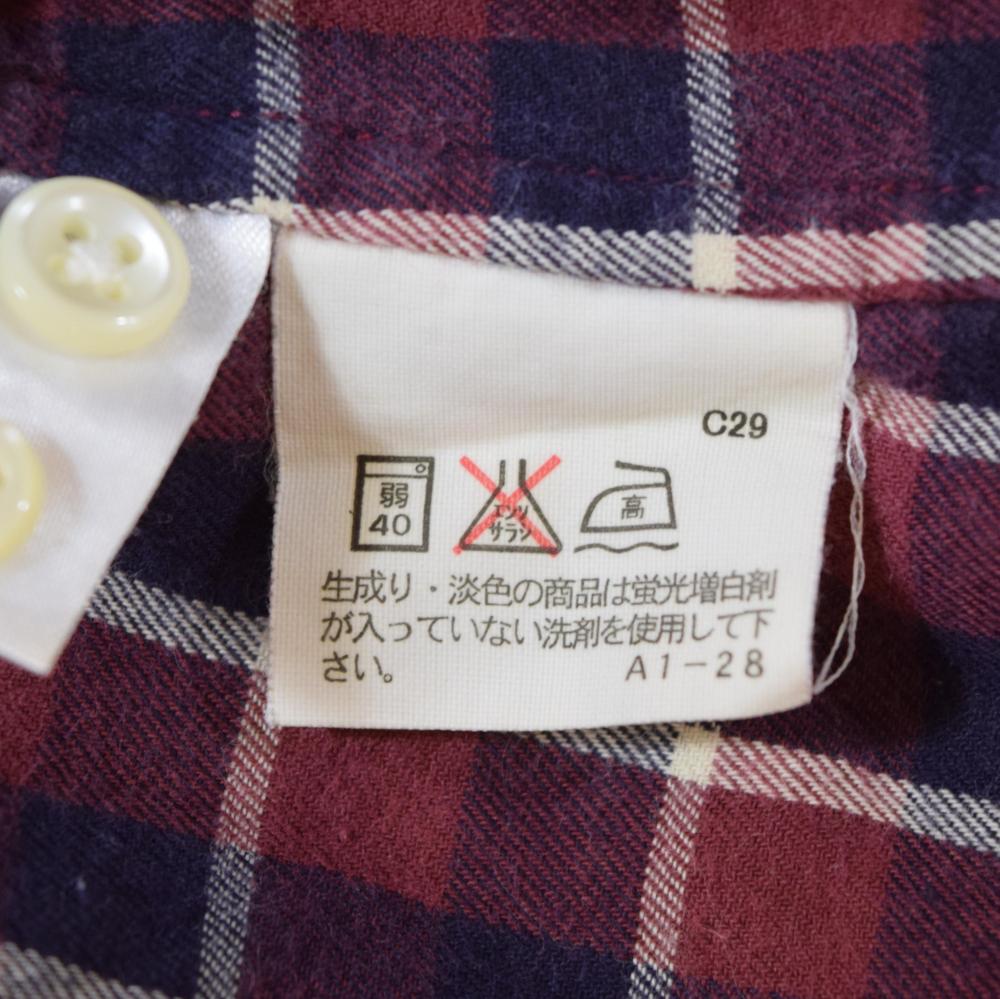 C29
弱
40
エンソ
サラシ
高
生成り・淡色の商品は蛍光増白剤
が入っていない洗剤を使用して下
さい。 A1-28